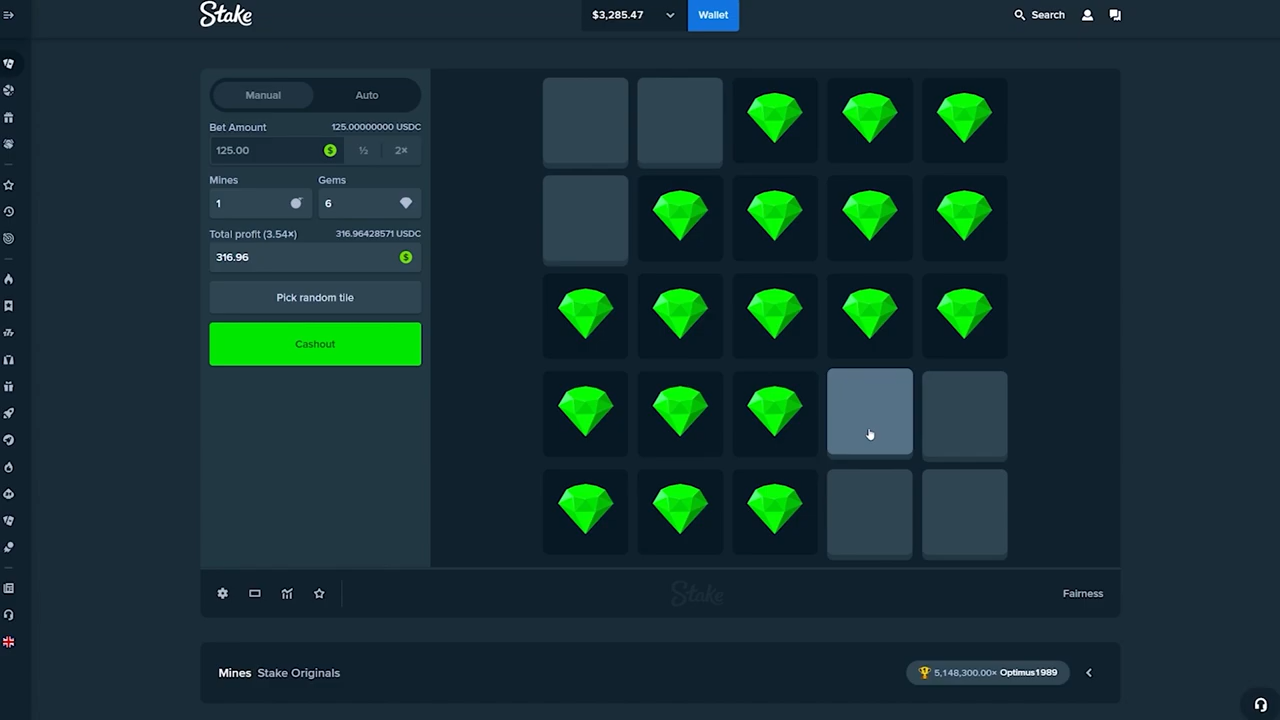 Stake
$3,285.47
Wallet
Search
Manual
Auto
Bet Amount
125.00000000 USDC
125.00
$
½
2×
Mines
Gems
1
6
Total profit (3.54×)
316.96428571 USDC
316.96
$
Pick random tile
Cashout
Stake
Fairness
Mines Stake Originals
5,148,300.00× Optimus1989